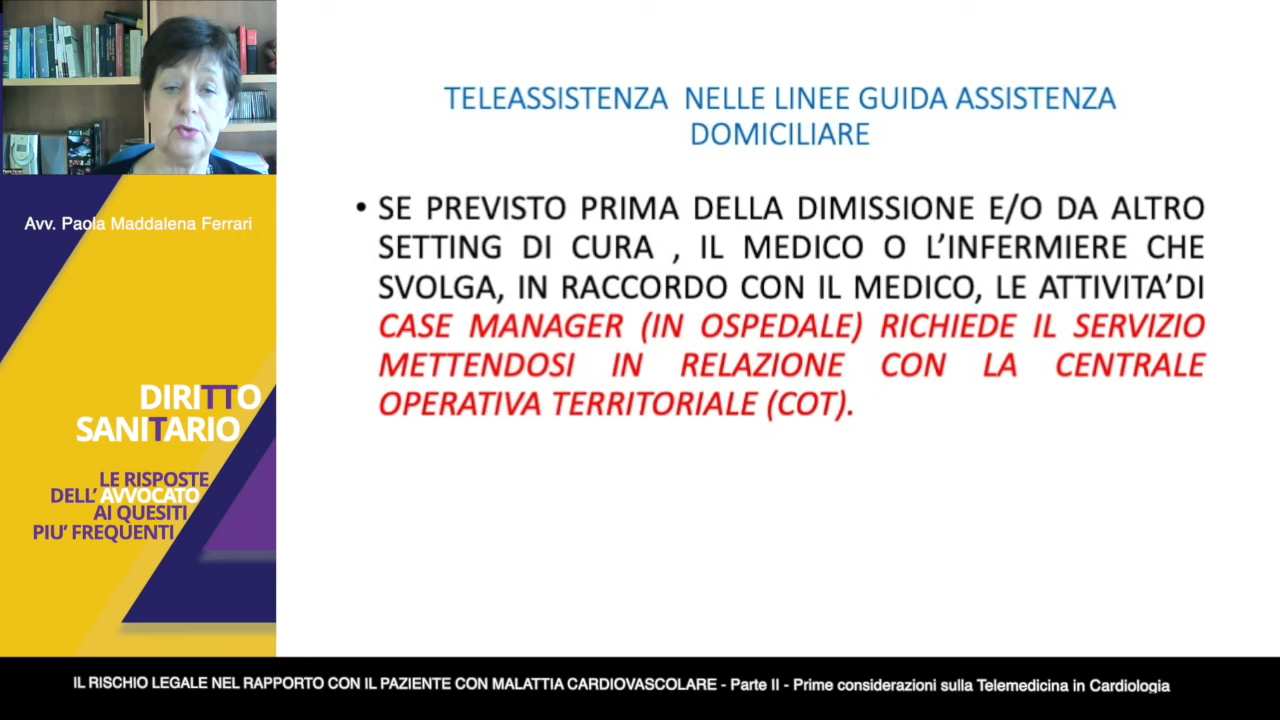 Avv. Paola Maddalena Ferrari
DIRITTO
SANITARIO
LE RISPOSTE
DELL' AVVOCATO
AI QUESITI
PIU' FREQUENTI
TELEASSISTENZA NELLE LINEE GUIDA ASSISTENZA
DOMICILIARE
• SE PREVISTO PRIMA DELLA DIMISSIONE E/O DA ALTRO
SETTING DI CURA , IL MEDICO O L'INFERMIERE CHE
SVOLGA, IN RACCORDO CON IL MEDICO, LE ATTIVITA'DI
CASE MANAGER (IN OSPEDALE) RICHIEDE IL SERVIZIO
METTENDOSI IN RELAZIONE CON LA CENTRALE
OPERATIVA TERRITORIALE (COT).
IL RISCHIO LEGALE NEL RAPPORTO CON IL PAZIENTE CON MALATTIA CARDIOVASCOLARE - Parte II - Prime considerazioni sulla Telemedicina in Cardiologia